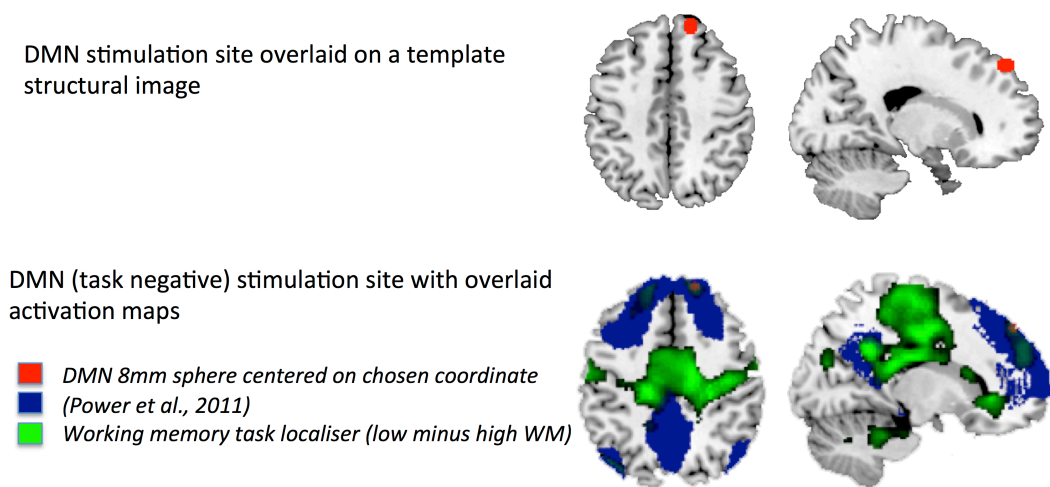 DMN stimulation site overlaid on a template
structural image
DMN (task negative) stimulation site with overlaid
activation maps
DMN 8mm sphere centered on chosen coordinate
(Power et al., 2011)
Working memory task localiser (low minus high WM)